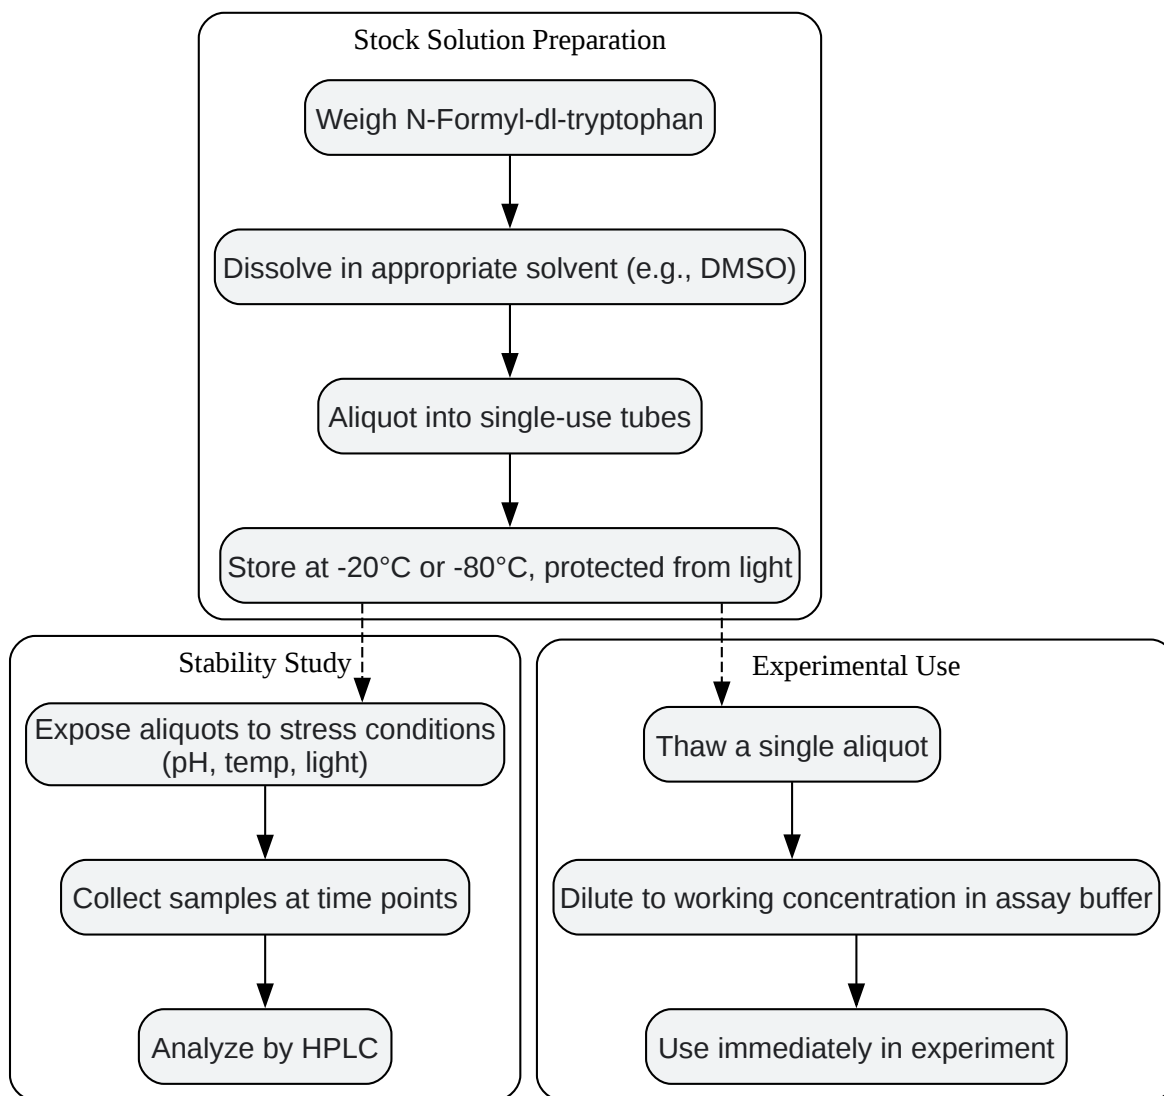 Stock Solution Preparation
Weigh N-Formyl-dl-tryptophan
Dissolve in appropriate solvent (e.g., DMSO)
Aliquot into single-use tubes
Store at -20°C or -80°C, protected from light
Stability Study
Expose aliquots to stress conditions
(pH, temp, light)
Collect samples at time points
Analyze by HPLC
Experimental Use
Thaw a single aliquot
Dilute to working concentration in assay buffer
Use immediately in experiment